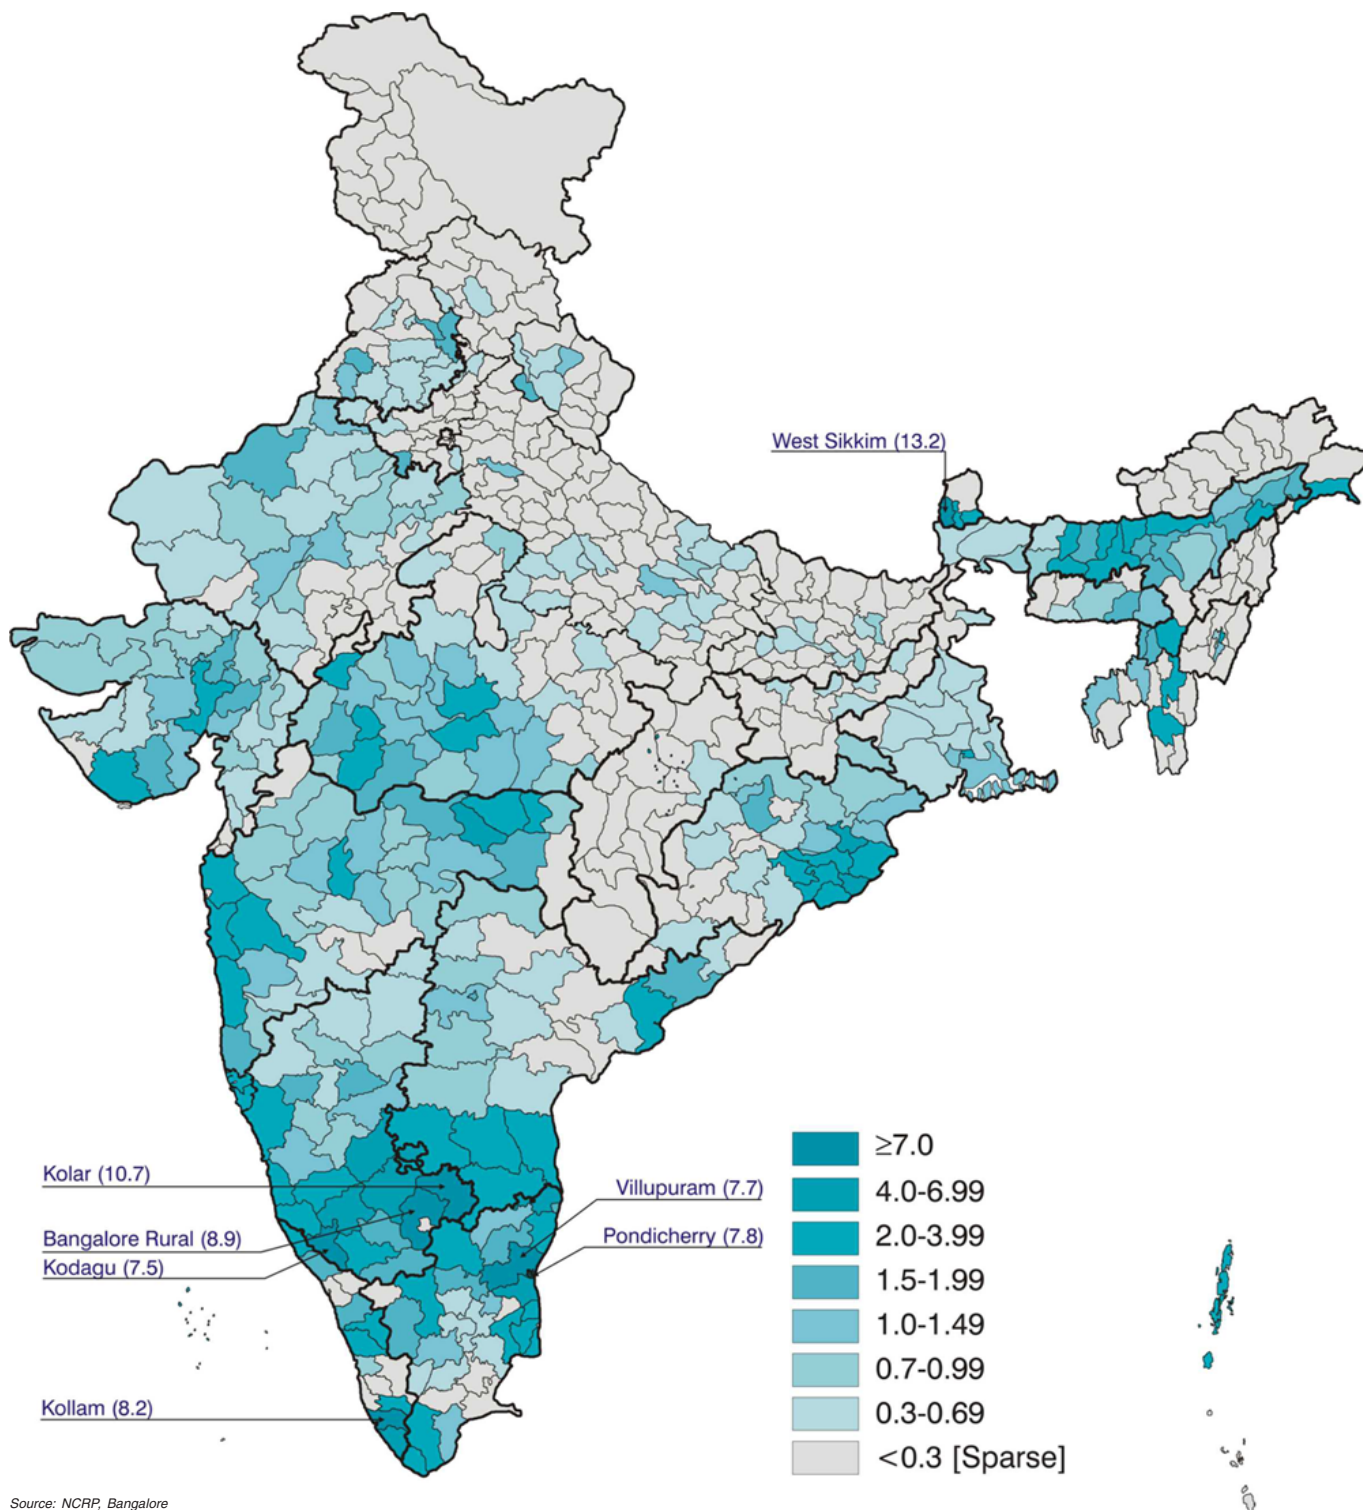 West Sikkim (13.2)
Kolar (10.7)
Bangalore Rural (8.9)
Kodagu (7.5)
Kollam (8.2)
Villupuram (7.7)
Pondicherry (7.8)
≥7.0
4.0-6.99
2.0-3.99
1.5-1.99
1.0-1.49
0.7-0.99
0.3-0.69
<0.3 [Sparse]
Source: NCRP, Bangalore